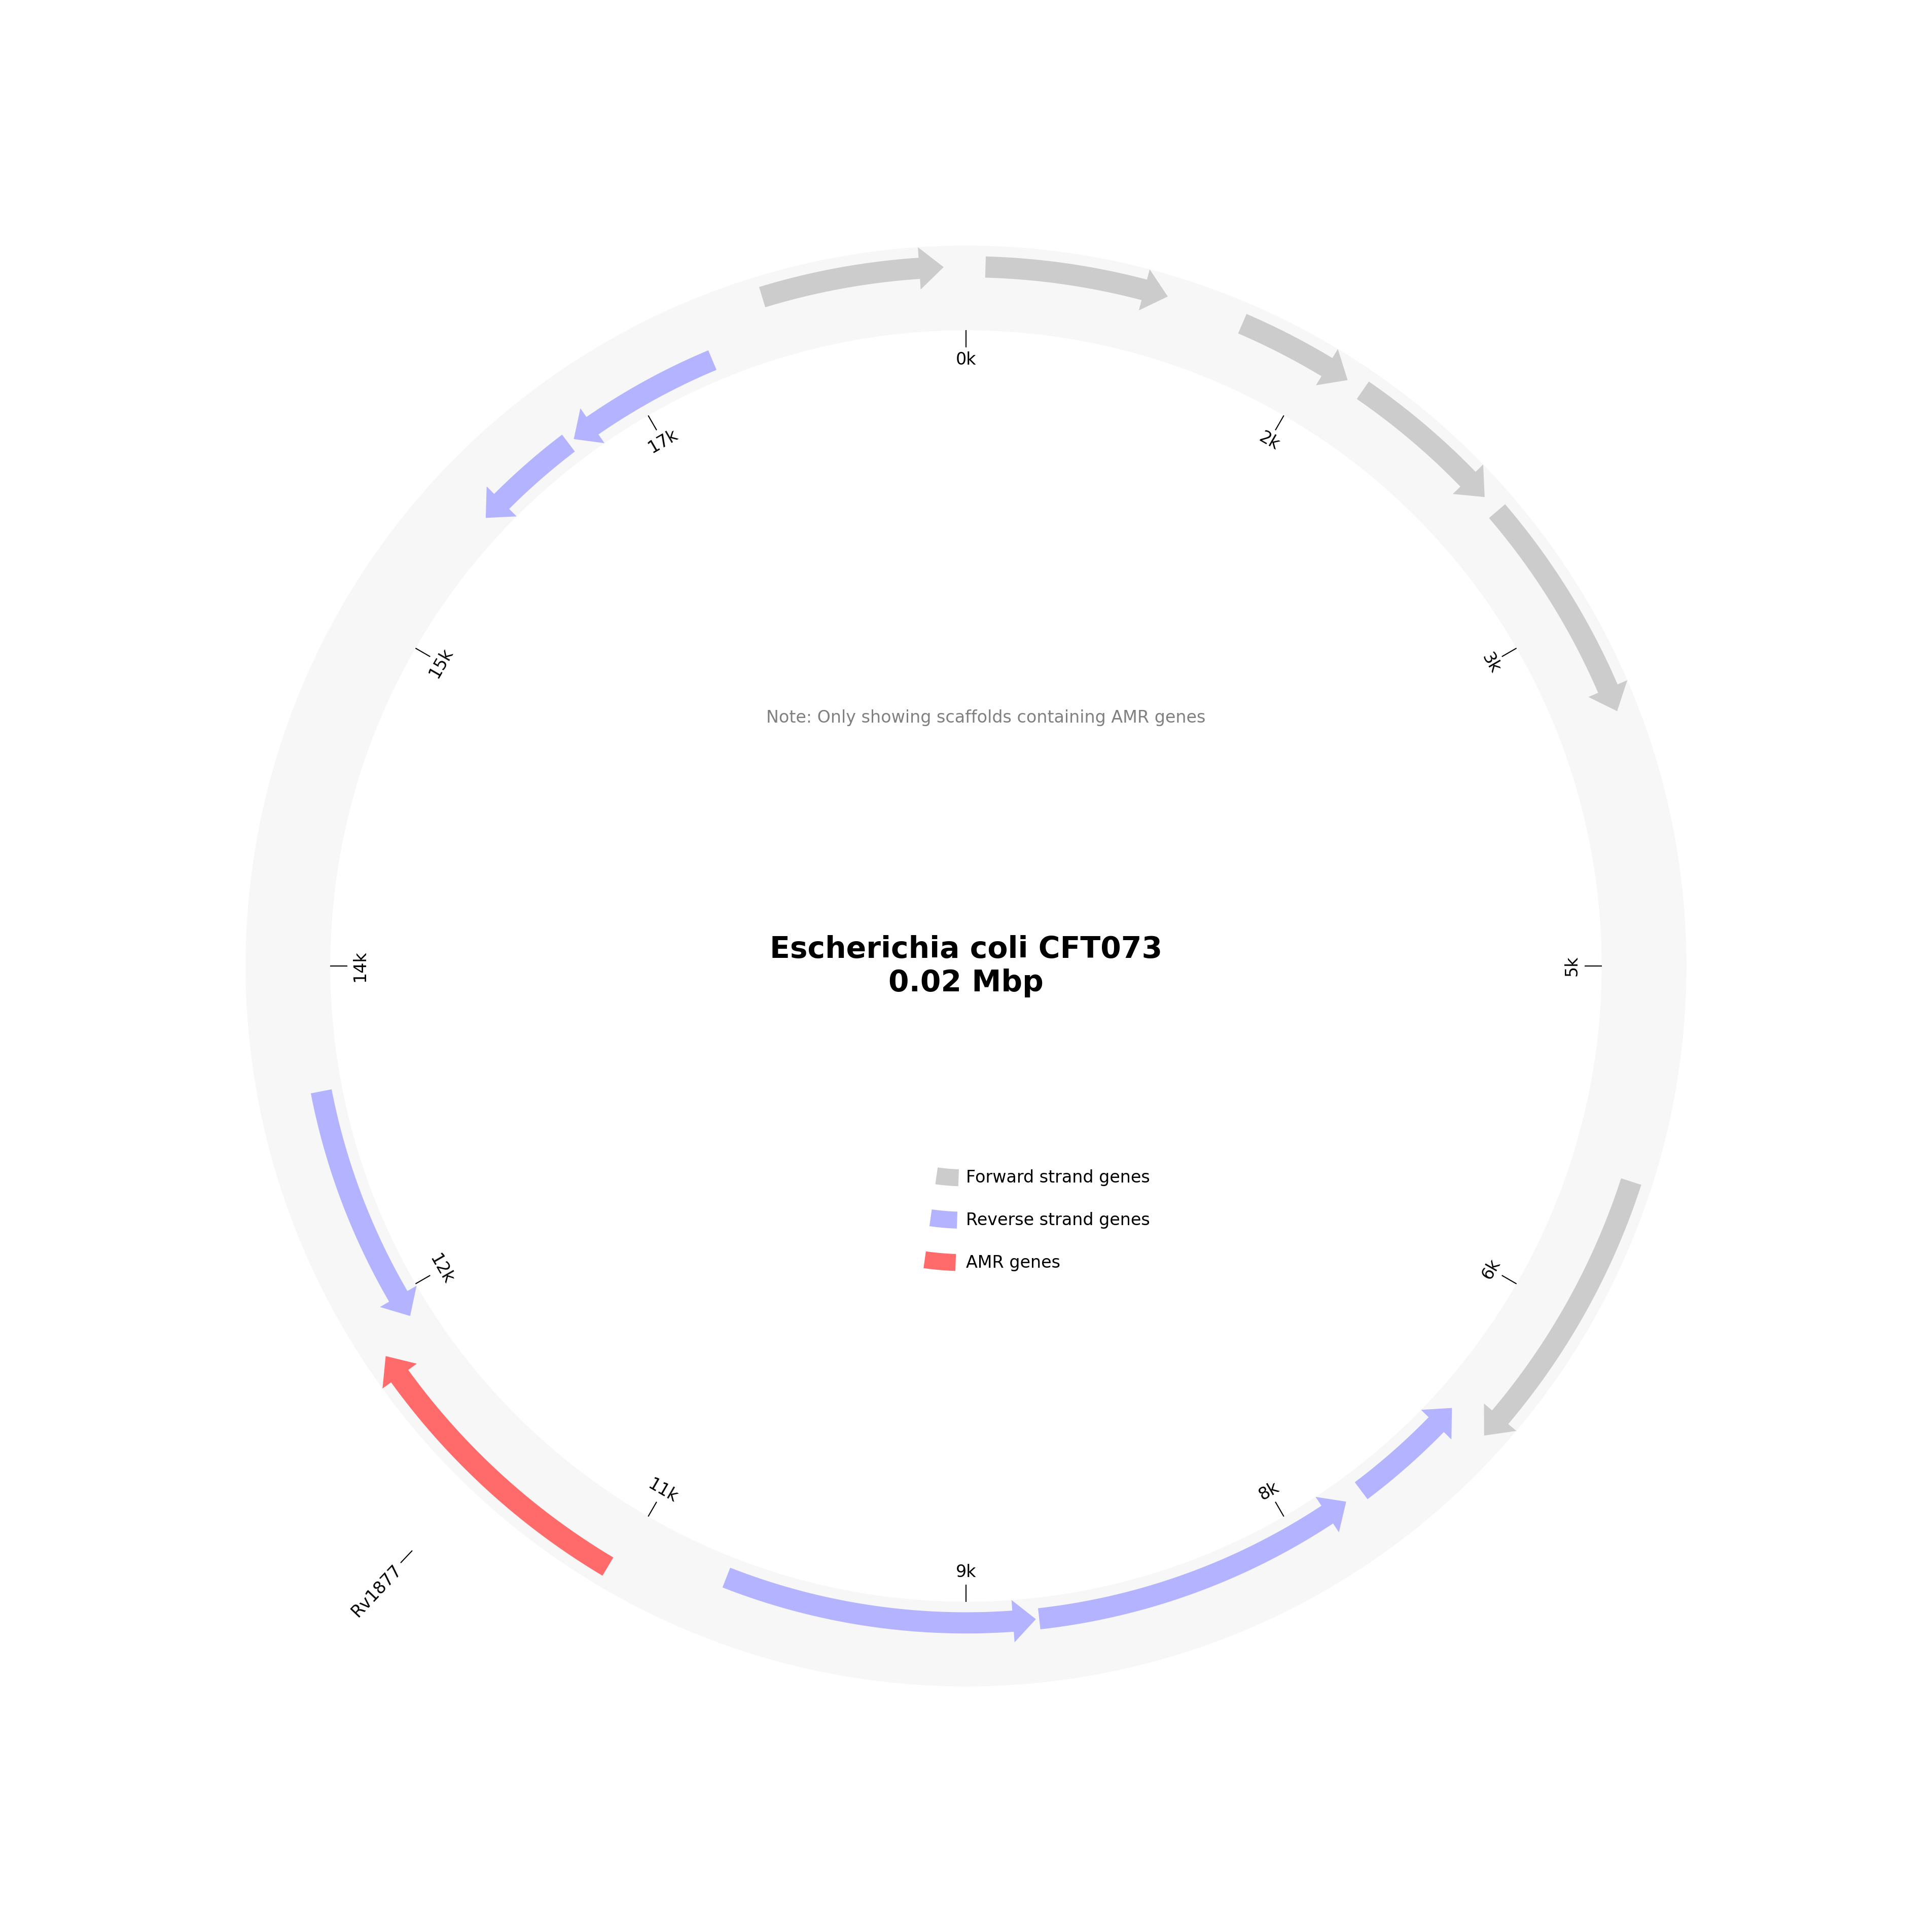 0k
17k
2k
15k
3k
Note: Only showing scaffolds containing AMR genes
Escherichia coli CFT073
0.02 Mbp
14k
5k
Forward strand genes
Reverse strand genes
AMR genes
12k
6k
11k
8k
9k
Rv1877